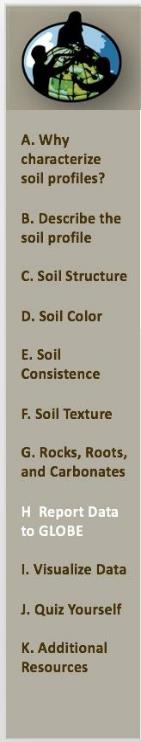 A. Why
characterize
soil profiles?
B. Describe the
soil profile
C. Soil Structure
D. Soil Color
E. Soil
Consistence
F. Soil Texture
G. Rocks, Roots,
and Carbonates
H Report Data
to GLOBE
I. Visualize Data
J. Quiz Yourself
K. Additional
Resources